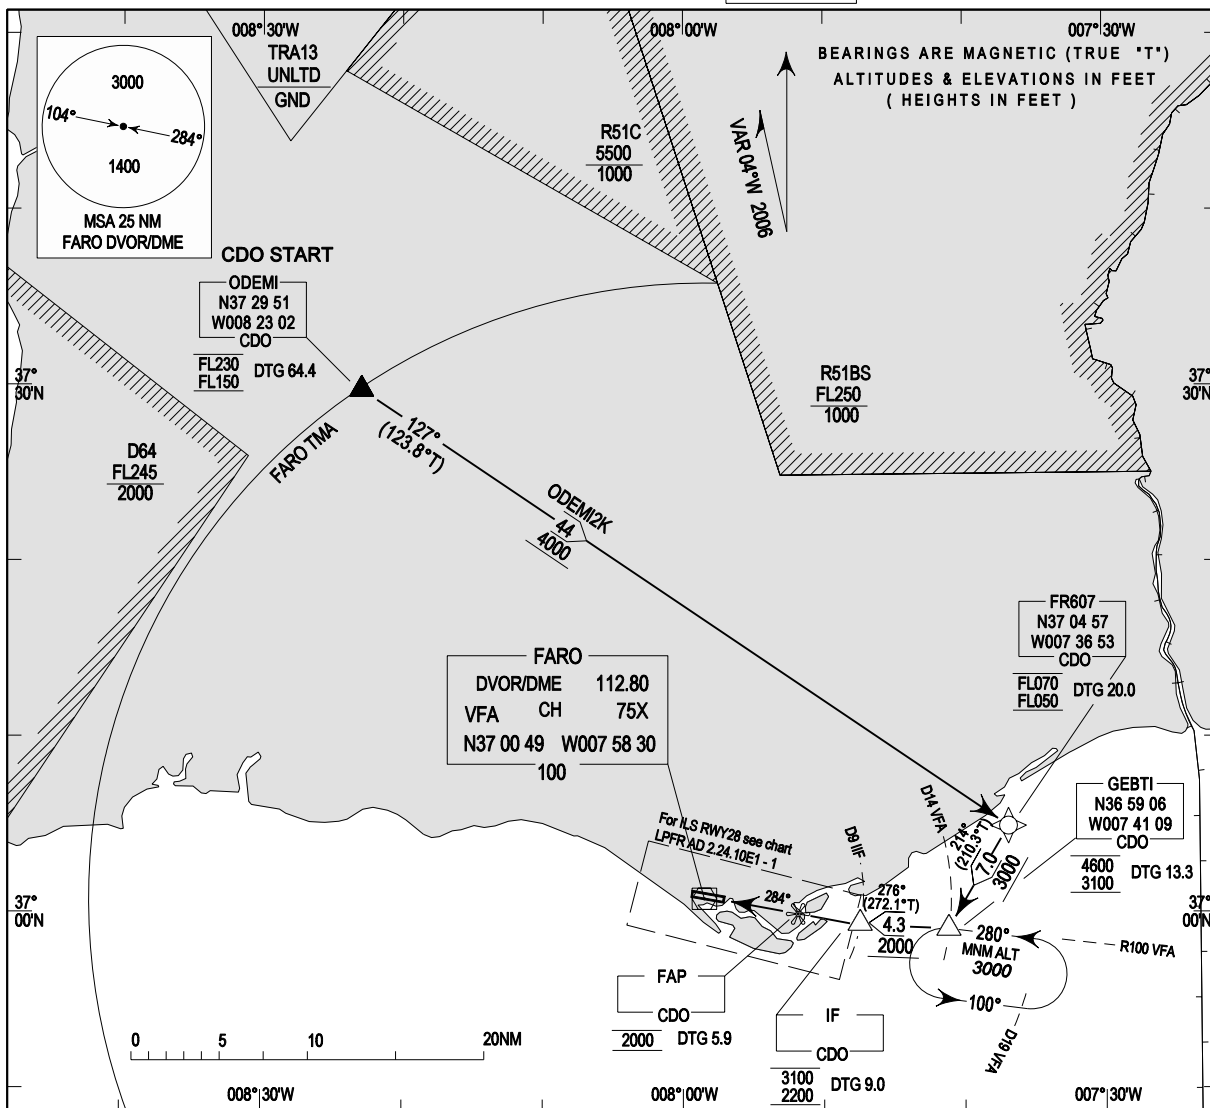 008°30'W
008°00'W
007°30'W
BEARINGS ARE MAGNETIC (TRUE "T")
ALTITUDES & ELEVATIONS IN FEET
( HEIGHTS IN FEET )
VAR 04°W 2006
3000
104°
284°
1400
MSA 25 NM
FARO DVOR/DME
TRA13
UNLTD
GND
R51C
5500
1000
CDO START
ODEMI
N37 29 51
W008 23 02
CDO
FL230
FL150
DTG 64.4
37°
30'N
37°
30'N
R51BS
FL250
1000
D64
FL245
2000
FARO TMA
127°
(123.8°T)
ODEMI2K
44
4000
FR607
N37 04 57
W007 36 53
CDO
FL070
FL050
DTG 20.0
FARO
DVOR/DME 112.80
VFA CH 75X
N37 00 49 W007 58 30
100
GEBTI
N36 59 06
W007 41 09
CDO
4600
3100
DTG 13.3
D14 VFA
D9 IIF
214°
(210.3°T)
7.0
3000
For ILS RWY28 see chart
LPFR AD 2.24.10E1 - 1
284°
276°
(272.1°T)
4.3
2000
37°
00'N
37°
00'N
280°
MNM ALT
3000
R100 VFA
100°
D19 VFA
FAP
CDO
2000
DTG 5.9
IF
CDO
3100
2200
DTG 9.0
0 5 10 20NM
008°30'W
008°00'W
007°30'W